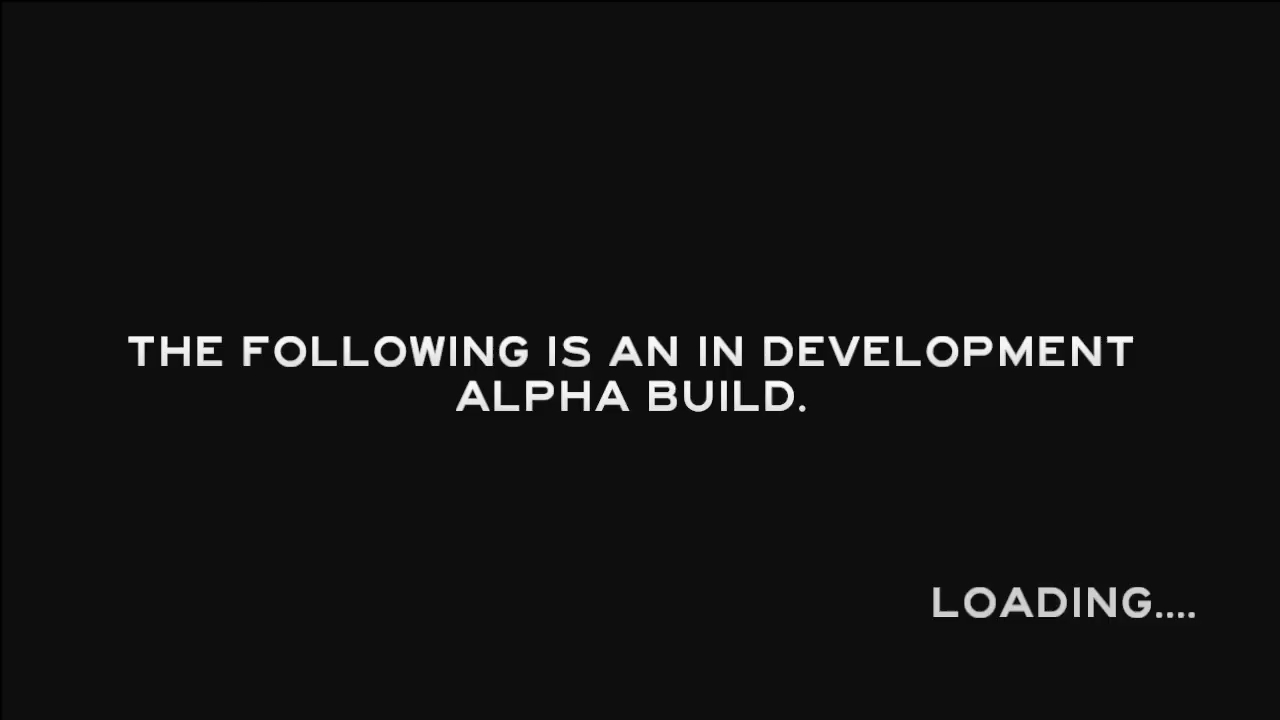 THE FOLLOWING IS AN IN DEVELOPMENT
ALPHA BUILD.
LOADING....